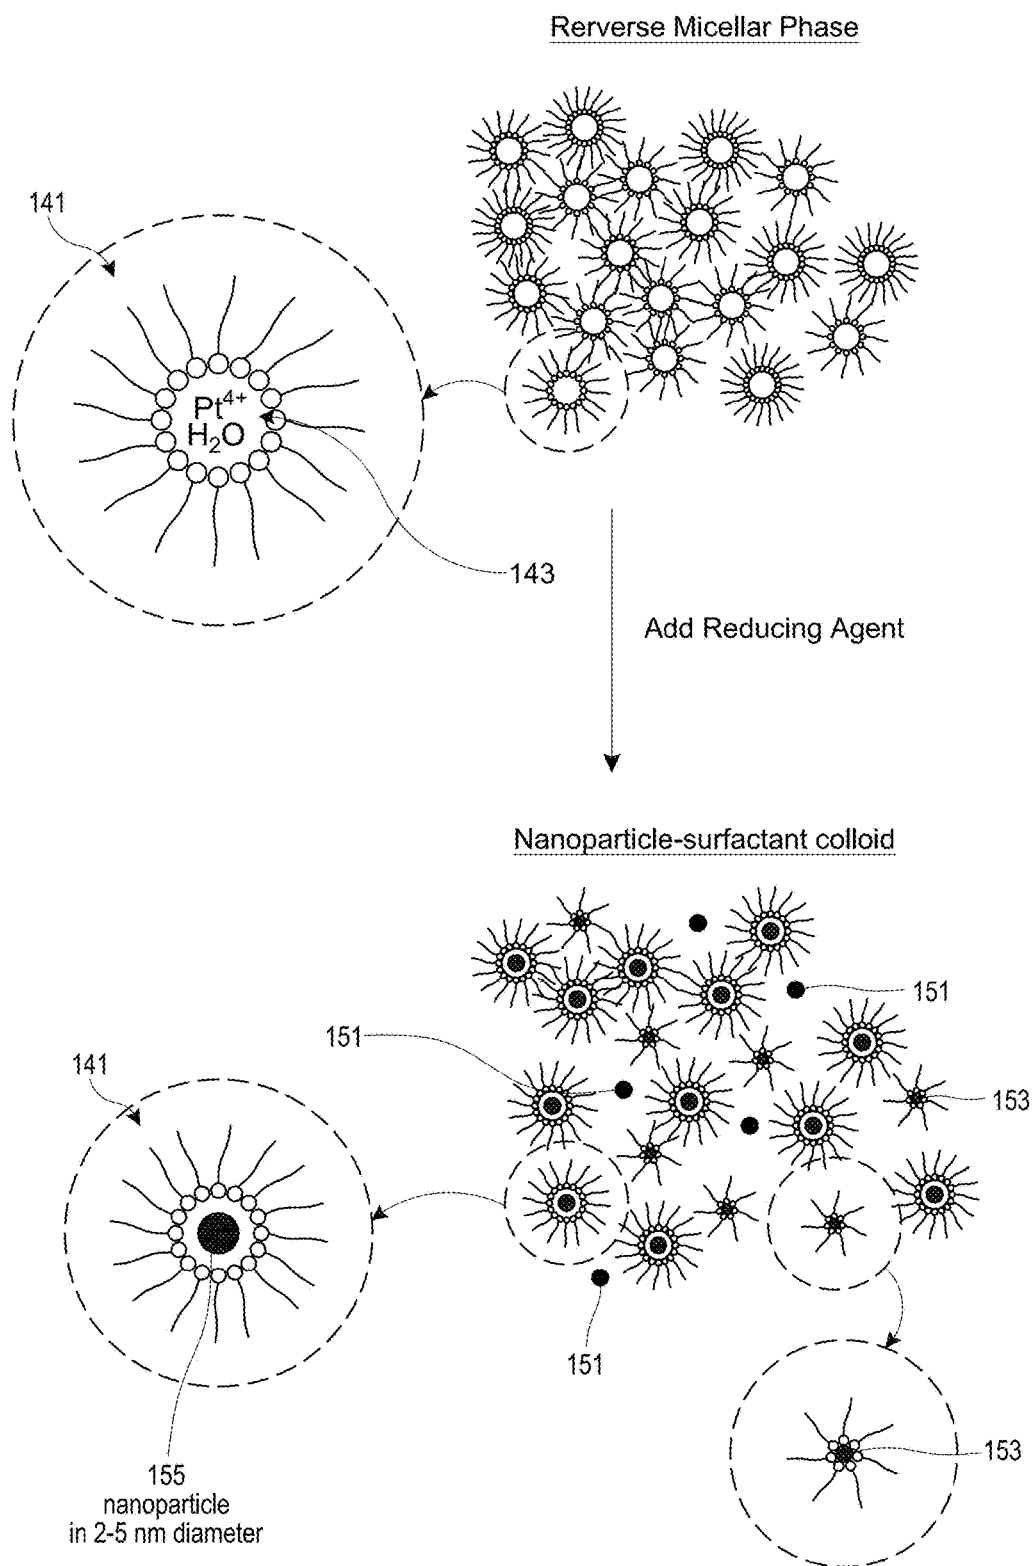 Rerverse Micellar Phase
141
Pt4+
H2O
143
Add Reducing Agent
Nanoparticle-surfactant colloid
151
151
141
153
151
153
155
nanoparticle
in 2-5 nm diameter